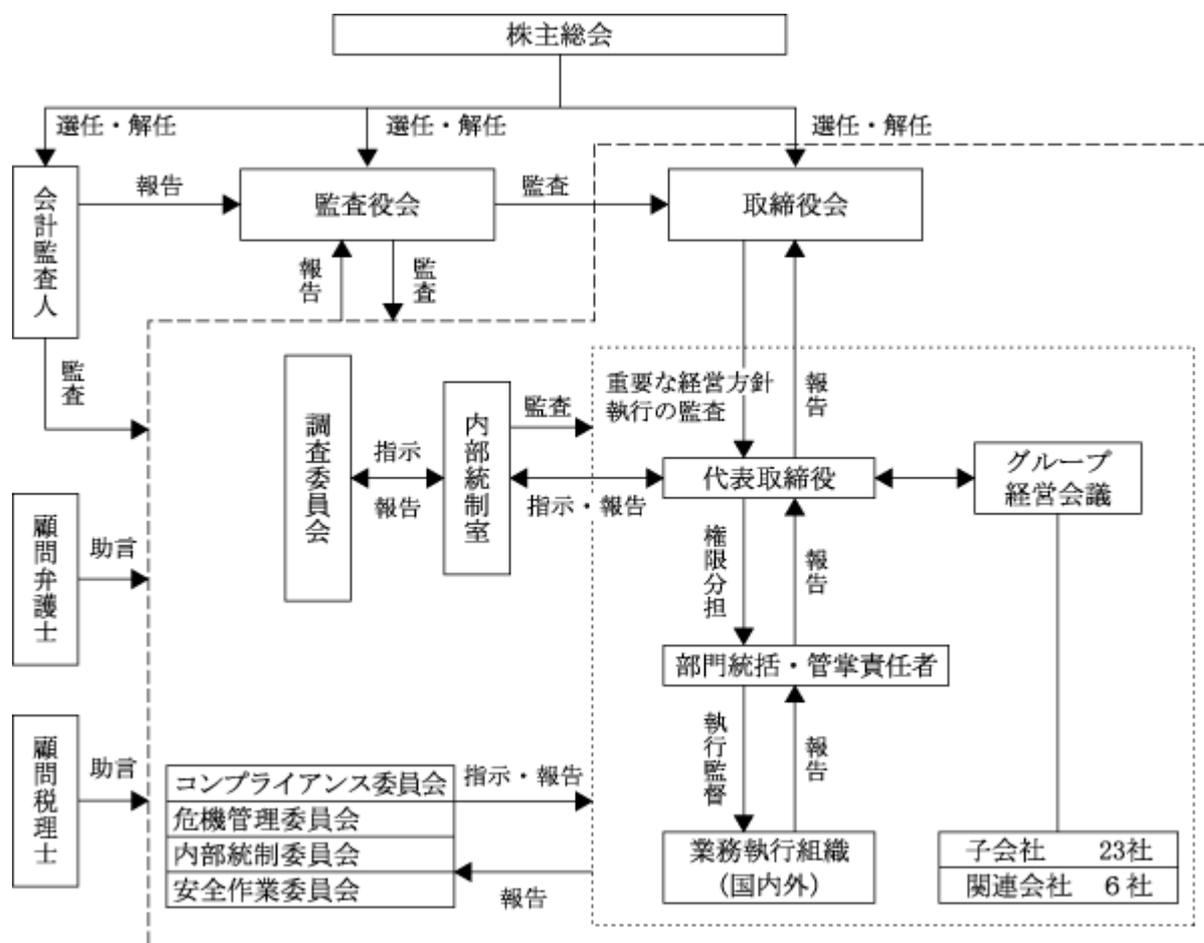 株主総会
選任・解任
選任・解任
選任・解任
会計監査人
報告
監査役会
監査
取締役会
報告
監査
監査
調査委員会
指示
報告
内部統制室
監査
指示・報告
重要な経営方針
執行の監査
報告
代表取締役
グループ
経営会議
顧問弁護士
助言
権限分担
報告
部門統括・管掌責任者
顧問税理士
助言
コンプライアンス委員会
危機管理委員会
内部統制委員会
安全作業委員会
指示・報告
報告
執行監督
報告
業務執行組織
(国内外)
子会社 23社
関連会社 6社